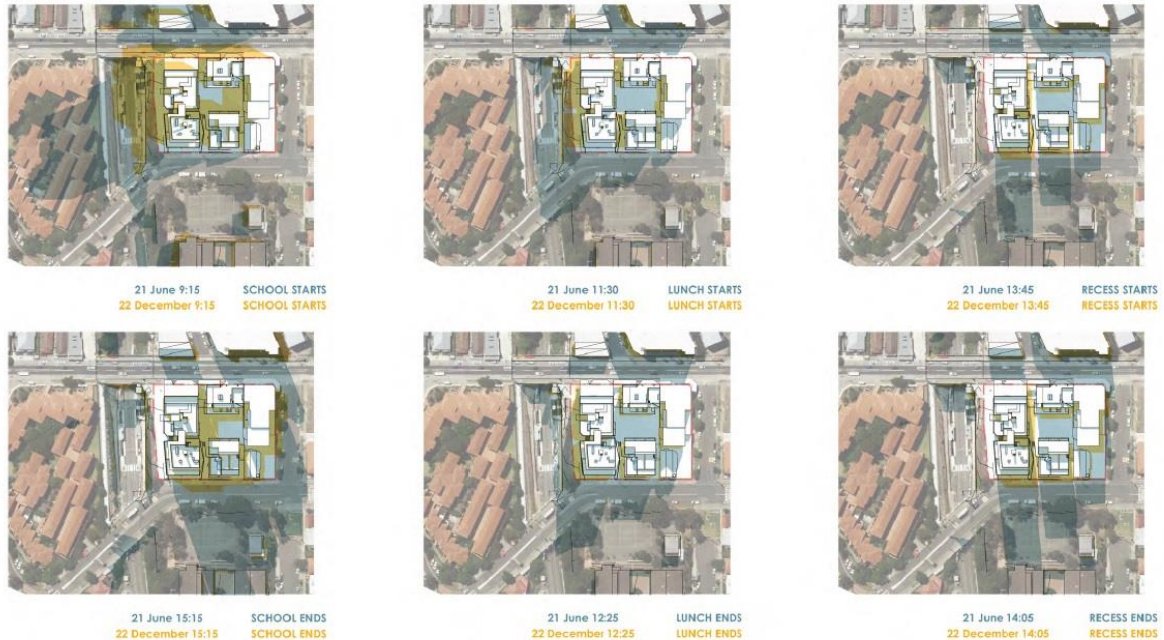 21 June 9:15 SCHOOL STARTS
22 December 9:15 SCHOOL STARTS
21 June 11:30 LUNCH STARTS
22 December 11:30 LUNCH STARTS
21 June 13:45 RECESS STARTS
22 December 13:45 RECESS STARTS
21 June 15:15 SCHOOL ENDS
22 December 15:15 SCHOOL ENDS
21 June 12:25 LUNCH ENDS
22 December 12:25 LUNCH ENDS
21 June 14:05 RECESS ENDS
22 December 14:05 RECESS ENDS